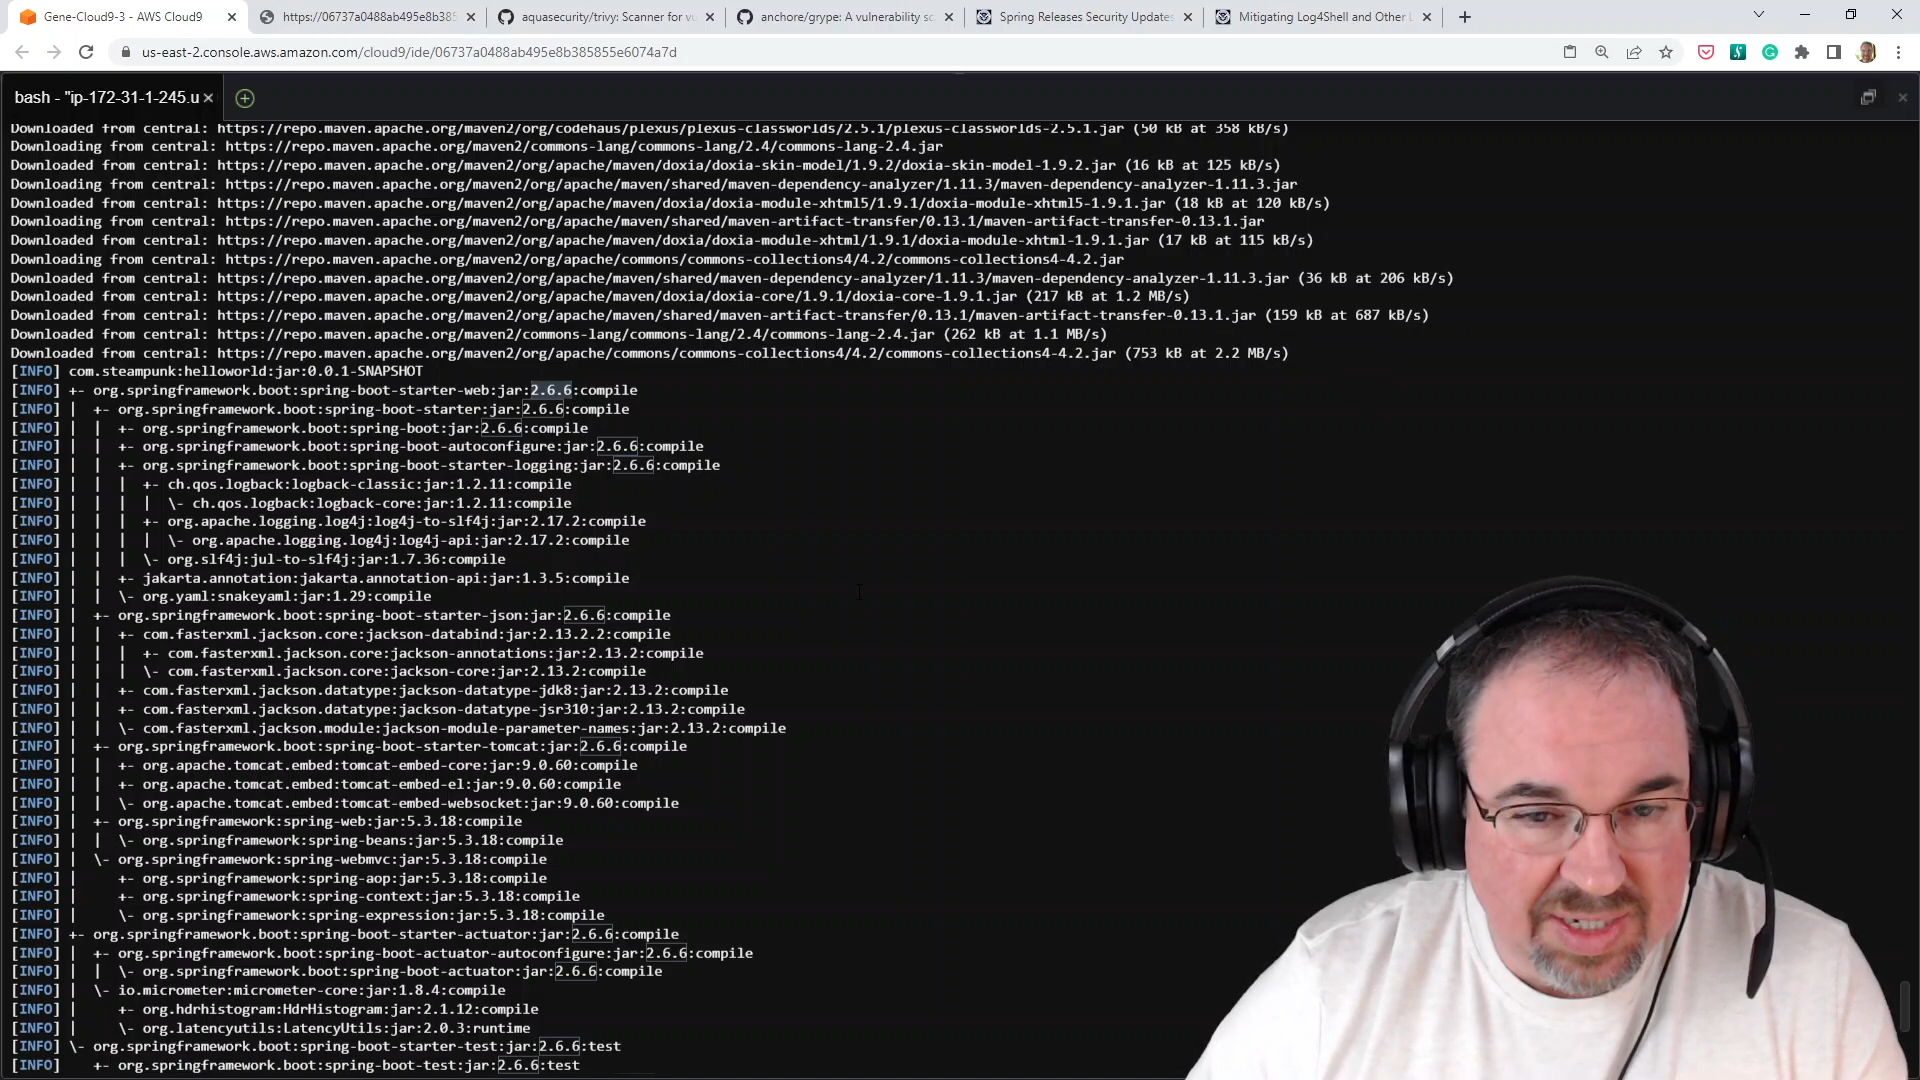 Gene-Cloud9-3 - AWS Cloud9
https://06737a0488ab495e8b385
aquasecurity/trivy: Scanner for vu
anchore/grype: A vulnerability sc
Spring Releases Security Updates
Mitigating Log4Shell and Other L
us-east-2.console.aws.amazon.com/cloud9/ide/06737a0488ab495e8b385855e6074a7d
bash - "ip-172-31-1-245.u
Downloaded from central: https://repo.maven.apache.org/maven2/org/codehaus/plexus/plexus-classworlds/2.5.1/plexus-classworlds-2.5.1.jar (50 kB at 358 kB/s)
Downloading from central: https://repo.maven.apache.org/maven2/commons-lang/commons-lang/2.4/commons-lang-2.4.jar
Downloaded from central: https://repo.maven.apache.org/maven2/org/apache/maven/doxia/doxia-skin-model/1.9.2/doxia-skin-model-1.9.2.jar (16 kB at 125 kB/s)
Downloading from central: https://repo.maven.apache.org/maven2/org/apache/maven/shared/maven-dependency-analyzer/1.11.3/maven-dependency-analyzer-1.11.3.jar
Downloaded from central: https://repo.maven.apache.org/maven2/org/apache/maven/doxia/doxia-module-xhtml5/1.9.1/doxia-module-xhtml5-1.9.1.jar (18 kB at 120 kB/s)
Downloading from central: https://repo.maven.apache.org/maven2/org/apache/maven/shared/maven-artifact-transfer/0.13.1/maven-artifact-transfer-0.13.1.jar
Downloaded from central: https://repo.maven.apache.org/maven2/org/apache/maven/doxia/doxia-module-xhtml/1.9.1/doxia-module-xhtml-1.9.1.jar (17 kB at 115 kB/s)
Downloading from central: https://repo.maven.apache.org/maven2/org/apache/commons/commons-collections4/4.2/commons-collections4-4.2.jar
Downloaded from central: https://repo.maven.apache.org/maven2/org/apache/maven/shared/maven-dependency-analyzer/1.11.3/maven-dependency-analyzer-1.11.3.jar (36 kB at 206 kB/s)
Downloaded from central: https://repo.maven.apache.org/maven2/org/apache/maven/doxia/doxia-core/1.9.1/doxia-core-1.9.1.jar (217 kB at 1.2 MB/s)
Downloaded from central: https://repo.maven.apache.org/maven2/org/apache/maven/shared/maven-artifact-transfer/0.13.1/maven-artifact-transfer-0.13.1.jar (159 kB at 687 kB/s)
Downloaded from central: https://repo.maven.apache.org/maven2/commons-lang/commons-lang/2.4/commons-lang-2.4.jar (262 kB at 1.1 MB/s)
Downloaded from central: https://repo.maven.apache.org/maven2/org/apache/commons/commons-collections4/4.2/commons-collections4-4.2.jar (753 kB at 2.2 MB/s)
[INFO] com.steampunk:helloworld:jar:0.0.1-SNAPSHOT
[INFO] +- org.springframework.boot:spring-boot-starter-web:jar:2.6.6:compile
[INFO] |  +- org.springframework.boot:spring-boot-starter:jar:2.6.6:compile
[INFO] |  |  +- org.springframework.boot:spring-boot:jar:2.6.6:compile
[INFO] |  |  +- org.springframework.boot:spring-boot-autoconfigure:jar:2.6.6:compile
[INFO] |  |  +- org.springframework.boot:spring-boot-starter-logging:jar:2.6.6:compile
[INFO] |  |  |  +- ch.qos.logback:logback-classic:jar:1.2.11:compile
[INFO] |  |  |  |  \- ch.qos.logback:logback-core:jar:1.2.11:compile
[INFO] |  |  |  +- org.apache.logging.log4j:log4j-to-slf4j:jar:2.17.2:compile
[INFO] |  |  |  |  \- org.apache.logging.log4j:log4j-api:jar:2.17.2:compile
[INFO] |  |  |  \- org.slf4j:jul-to-slf4j:jar:1.7.36:compile
[INFO] |  |  +- jakarta.annotation:jakarta.annotation-api:jar:1.3.5:compile
[INFO] |  |  \- org.yaml:snakeyaml:jar:1.29:compile
[INFO] |  +- org.springframework.boot:spring-boot-starter-json:jar:2.6.6:compile
[INFO] |  |  +- com.fasterxml.jackson.core:jackson-databind:jar:2.13.2.2:compile
[INFO] |  |  |  +- com.fasterxml.jackson.core:jackson-annotations:jar:2.13.2:compile
[INFO] |  |  |  \- com.fasterxml.jackson.core:jackson-core:jar:2.13.2:compile
[INFO] |  |  +- com.fasterxml.jackson.datatype:jackson-datatype-jdk8:jar:2.13.2:compile
[INFO] |  |  +- com.fasterxml.jackson.datatype:jackson-datatype-jsr310:jar:2.13.2:compile
[INFO] |  |  \- com.fasterxml.jackson.module:jackson-module-parameter-names:jar:2.13.2:compile
[INFO] |  +- org.springframework.boot:spring-boot-starter-tomcat:jar:2.6.6:compile
[INFO] |  |  +- org.apache.tomcat.embed:tomcat-embed-core:jar:9.0.60:compile
[INFO] |  |  +- org.apache.tomcat.embed:tomcat-embed-el:jar:9.0.60:compile
[INFO] |  |  \- org.apache.tomcat.embed:tomcat-embed-websocket:jar:9.0.60:compile
[INFO] |  +- org.springframework:spring-web:jar:5.3.18:compile
[INFO] |  |  \- org.springframework:spring-beans:jar:5.3.18:compile
[INFO] |  \- org.springframework:spring-webmvc:jar:5.3.18:compile
[INFO] |     +- org.springframework:spring-aop:jar:5.3.18:compile
[INFO] |     +- org.springframework:spring-context:jar:5.3.18:compile
[INFO] |     \- org.springframework:spring-expression:jar:5.3.18:compile
[INFO] +- org.springframework.boot:spring-boot-starter-actuator:jar:2.6.6:compile
[INFO] |  +- org.springframework.boot:spring-boot-actuator-autoconfigure:jar:2.6.6:compile
[INFO] |  |  \- org.springframework.boot:spring-boot-actuator:jar:2.6.6:compile
[INFO] |  \- io.micrometer:micrometer-core:jar:1.8.4:compile
[INFO] |     +- org.hdrhistogram:HdrHistogram:jar:2.1.12:compile
[INFO] |     \- org.latencyutils:LatencyUtils:jar:2.0.3:runtime
[INFO] \- org.springframework.boot:spring-boot-starter-test:jar:2.6.6:test
[INFO]    +- org.springframework.boot:spring-boot-test:jar:2.6.6:test